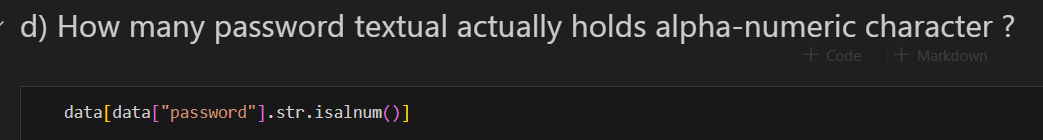 d) How many password textual actually holds alpha-numeric character ?
+ Code + Markdown
data[data["password"].str.isalnum()]